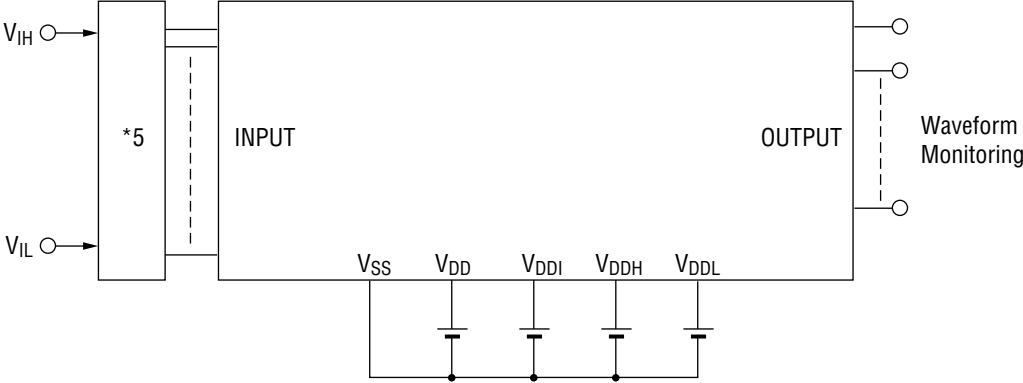 VIH
*5
INPUT
OUTPUT
Waveform
Monitoring
VIL
VSS VDD VDDI VDDH VDDL